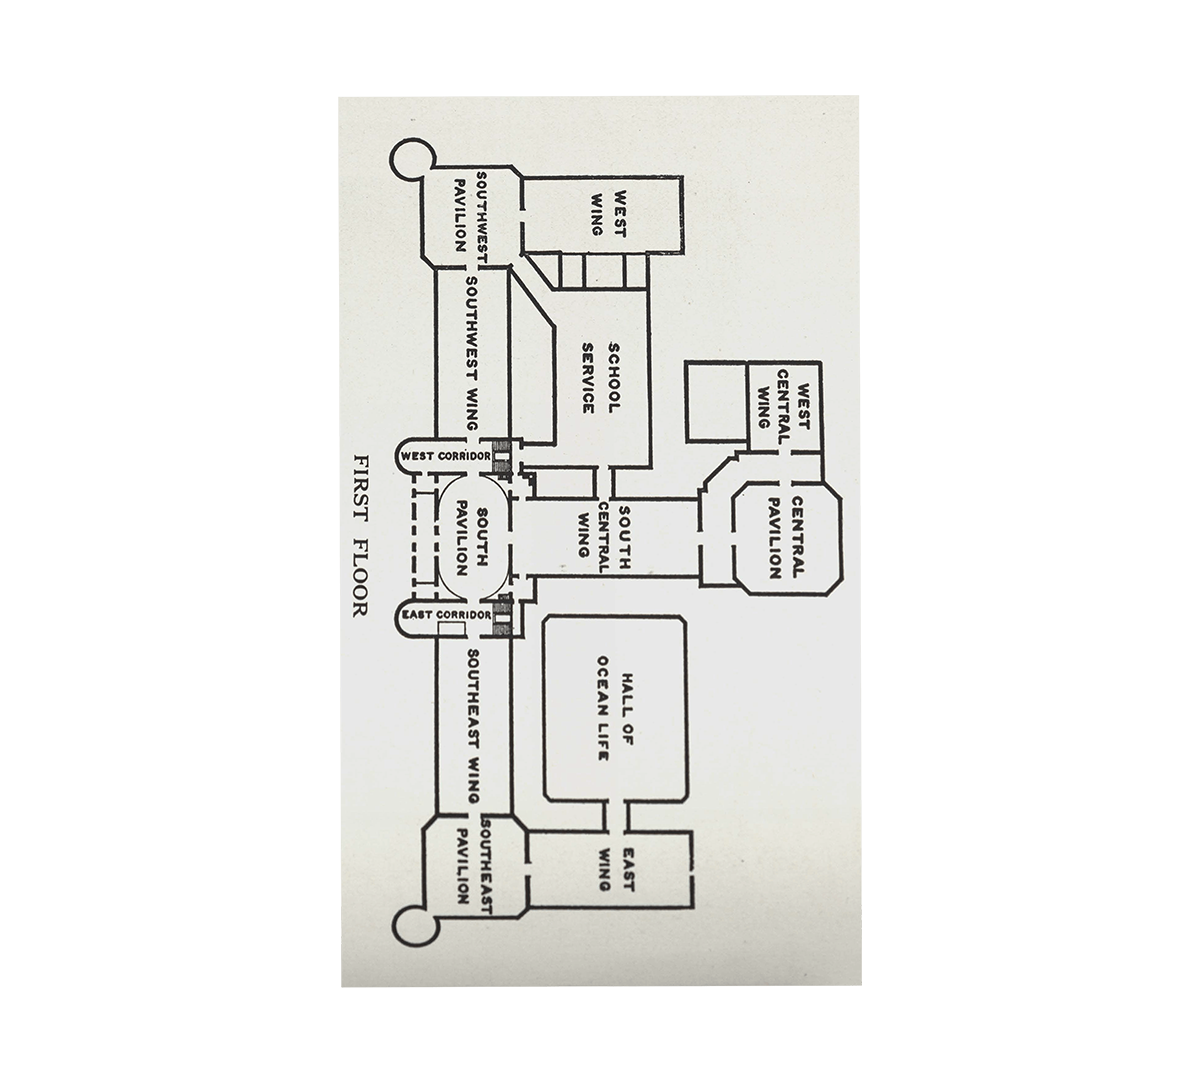 WEST
CENTRAL
WING
CENTRAL
PAVILION
WEST
WING
SCHOOL
SERVICE
SOUTH
CENTRAL
WING
HALL OF
OCEAN LIFE
EAST
WING
SOUTHWEST
PAVILION
SOUTHWEST WING
WEST CORRIDOR
SOUTH
PAVILION
EAST CORRIDOR
SOUTHEAST WING
SOUTHEAST
PAVILION
FIRST FLOOR